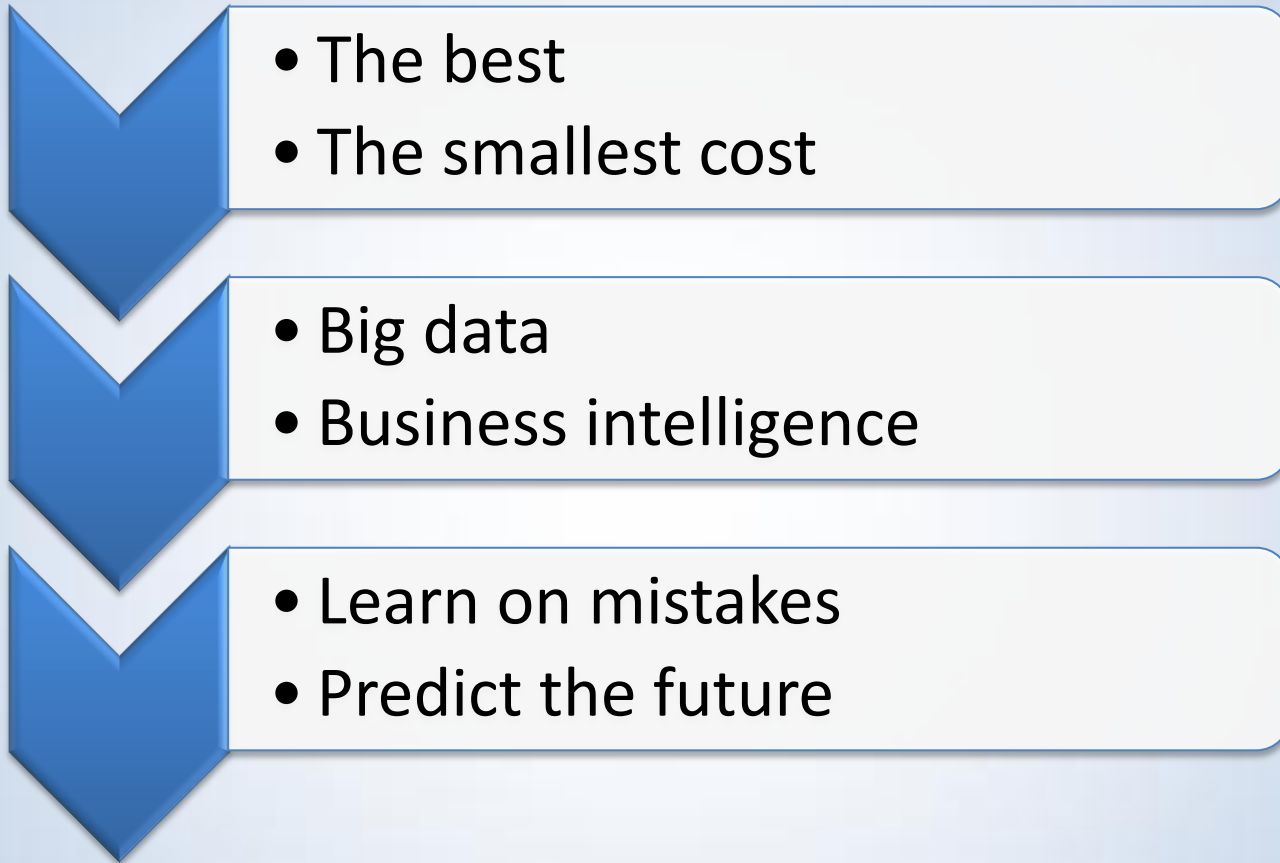 • The best
• The smallest cost
• Big data
• Business intelligence
• Learn on mistakes
• Predict the future